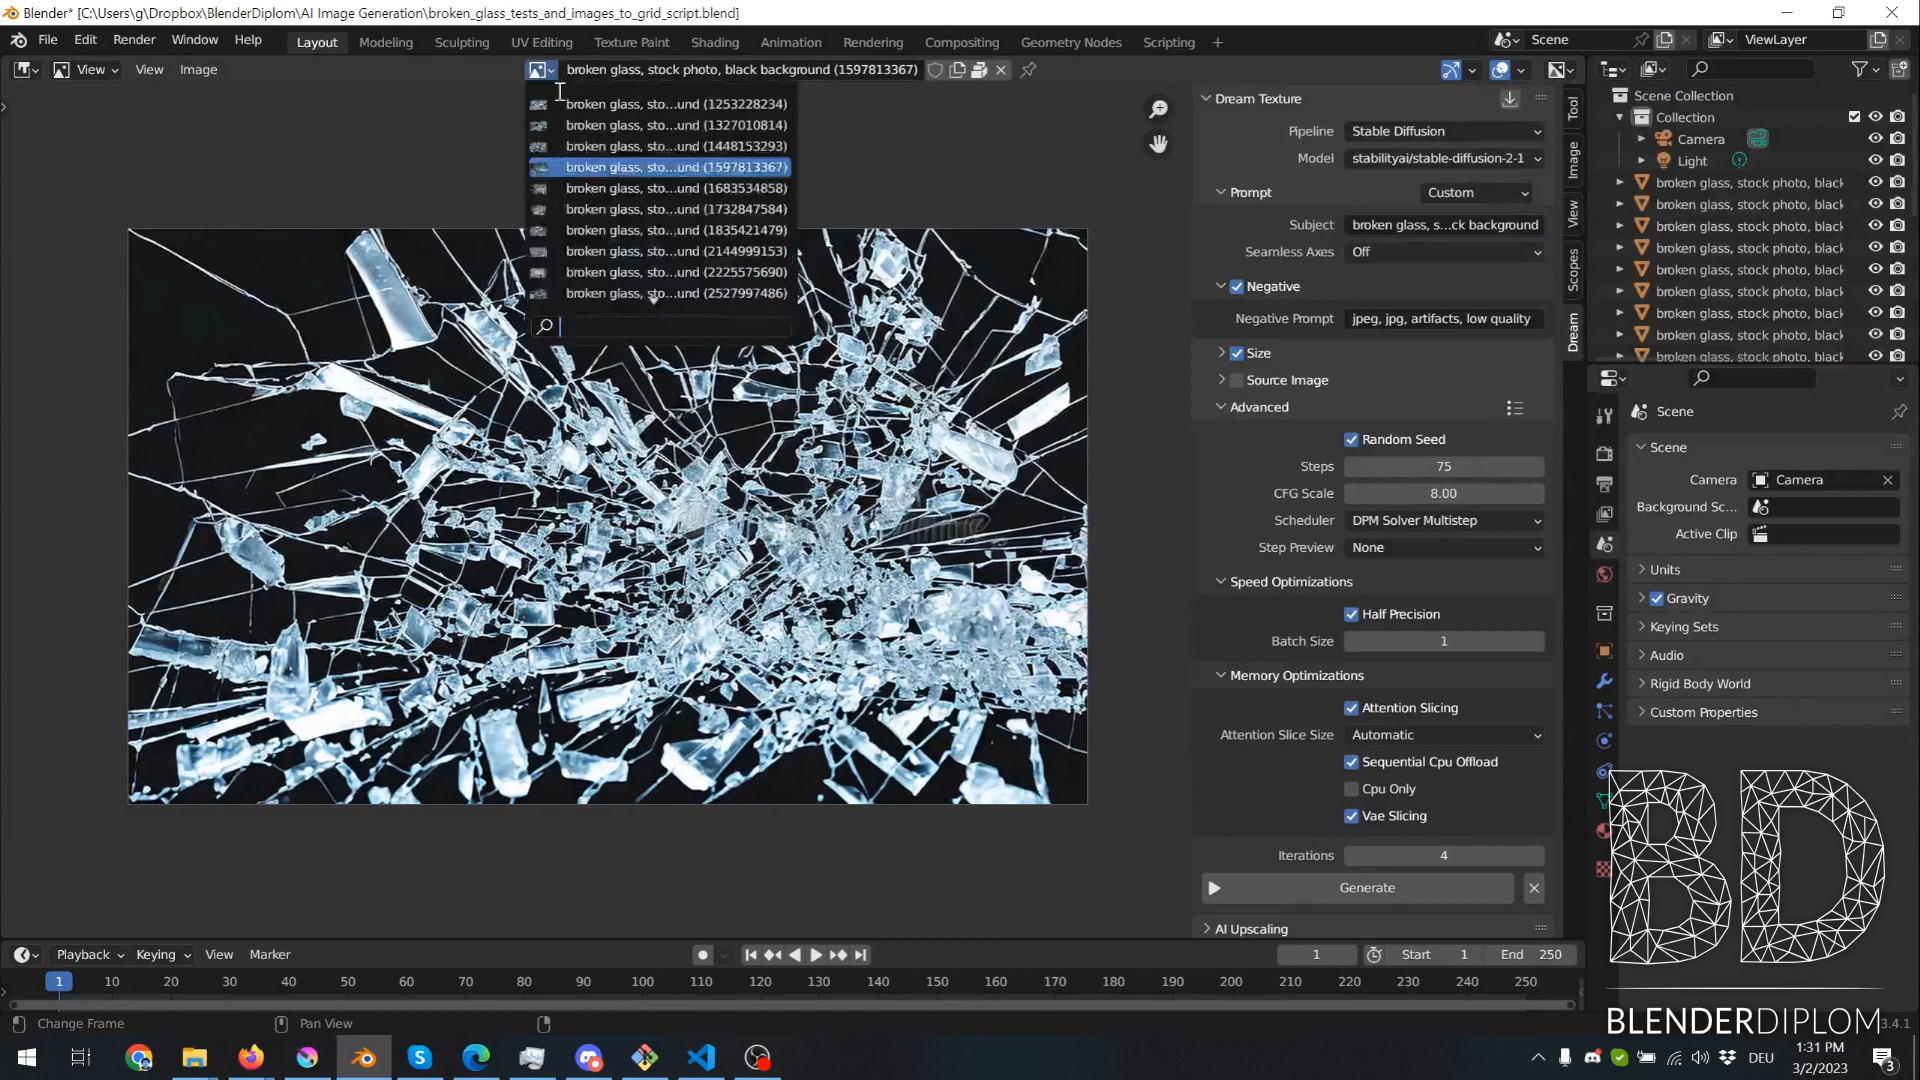 Blender* [C:\Users\g\Dropbox\BlenderDiplom\AI Image Generation\broken_glass_tests_and_images_to_grid_script.blend]
File Edit Render Window Help Layout Modeling Sculpting UV Editing Texture Paint Shading Animation Rendering Compositing Geometry Nodes Scripting + Scene ViewLayer
View View Image broken glass, stock photo, black background (1597813367)
broken glass, sto...und (1253228234)
broken glass, sto...und (1327010814)
broken glass, sto...und (1448153293)
broken glass, sto...und (1597813367)
broken glass, sto...und (1683534858)
broken glass, sto...und (1732847584)
broken glass, sto...und (1835421479)
broken glass, sto...und (2144999153)
broken glass, sto...und (2225575690)
broken glass, sto...und (2527997486)
Dream Texture
Pipeline Stable Diffusion
Model stabilityai/stable-diffusion-2-1
Prompt Custom
Subject broken glass, s...ck background
Seamless Axes Off
Negative
Negative Prompt jpeg, jpg, artifacts, low quality
Size
Source Image
Advanced
Random Seed
Steps 75
CFG Scale 8.00
Scheduler DPM Solver Multistep
Step Preview None
Speed Optimizations
Half Precision
Batch Size 1
Memory Optimizations
Attention Slicing
Attention Slice Size Automatic
Sequential Cpu Offload
Cpu Only
Vae Slicing
Iterations 4
Generate
AI Upscaling
Tool
Image
View
Scopes
Dream
Scene Collection
Collection
Camera
Light
broken glass, stock photo, black
broken glass, stock photo, black
broken glass, stock photo, black
broken glass, stock photo, black
broken glass, stock photo, black
broken glass, stock photo, black
broken glass, stock photo, black
broken glass, stock photo, black
broken glass, stock photo, black
Scene
Scene
Camera Camera
Background Sc...
Active Clip
Units
Gravity
Keying Sets
Audio
Rigid Body World
Custom Properties
BD
BLENDERDIPLOM
3.4.1
Playback Keying View Marker 1 Start 1 End 250
1 10 20 30 40 50 60 70 80 90 100 110 120 130 140 150 160 170 180 190 200 210 220 230 240 250
Change Frame Pan View
DEU
1:31 PM
3/2/2023
3